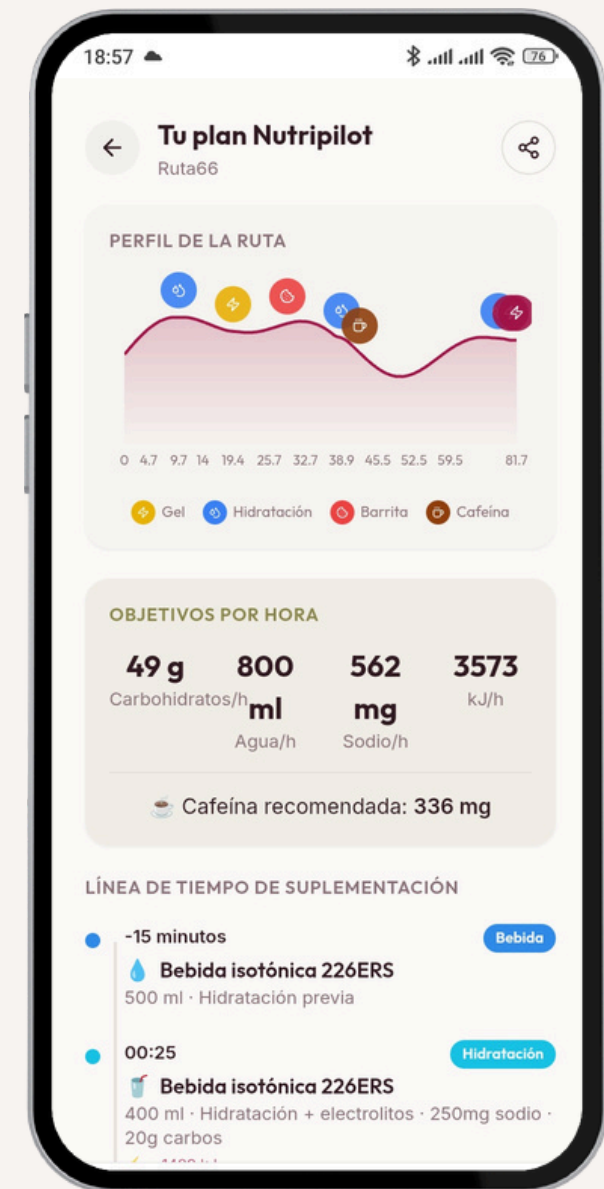 18:57
76
Tu plan Nutripilot
Ruta66
PERFIL DE LA RUTA
0 4.7 9.7 14 19.4 25.7 32.7 38.9 45.5 52.5 59.5 81.7
Gel Hidratación Barrita Cafeína
OBJETIVOS POR HORA
49 g
Carbohidratos/h
800
ml
Agua/h
562
mg
Sodio/h
3573
kJ/h
Cafeína recomendada: 336 mg
LÍNEA DE TIEMPO DE SUPLEMENTACIÓN
-15 minutos
Bebida
Bebida isotónica 226ERS
500 ml · Hidratación previa
00:25
Hidratación
Bebida isotónica 226ERS
400 ml · Hidratación + electrolitos · 250mg sodio ·
20g carbos